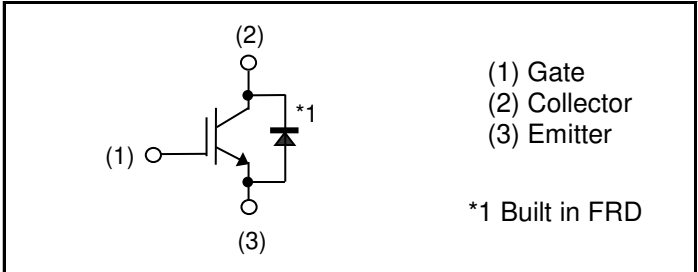 (2)
*1
(1)
(3)
(1) Gate
(2) Collector
(3) Emitter
*1 Built in FRD